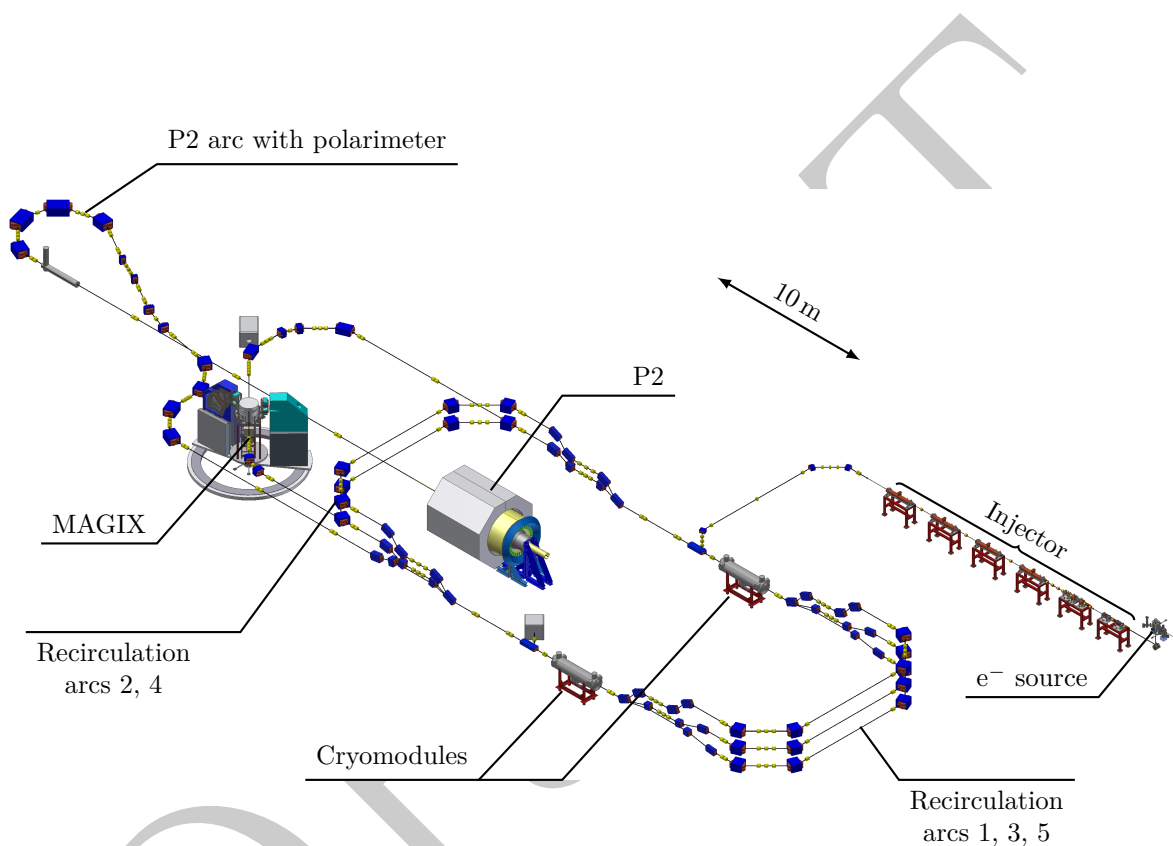 P2 arc with polarimeter
10 m
P2
MAGIX
Injector
Recirculation
arcs 2, 4
e⁻ source
Cryomodules
Recirculation
arcs 1, 3, 5